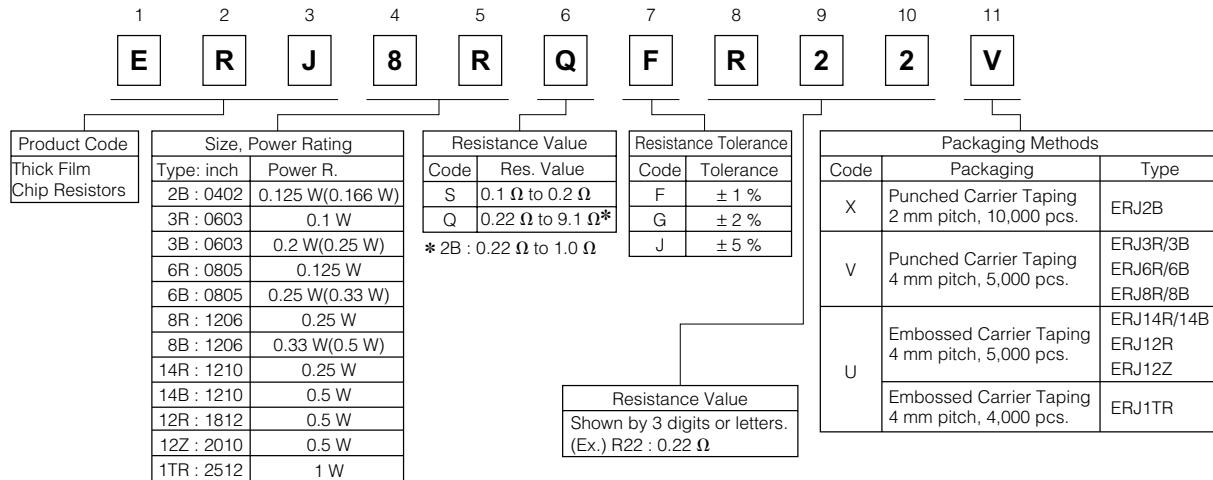 1 2 3 4 5 6 7 8 9 10 11
E R J 8 R Q F R 2 2 V
Product Code
Thick Film
Chip Resistors
Size, Power Rating
Type: inch Power R.
2B : 0402 0.125 W(0.166 W)
3R : 0603 0.1 W
3B : 0603 0.2 W(0.25 W)
6R : 0805 0.125 W
6B : 0805 0.25 W(0.33 W)
8R : 1206 0.25 W
8B : 1206 0.33 W(0.5 W)
14R : 1210 0.25 W
14B : 1210 0.5 W
12R : 1812 0.5 W
12Z : 2010 0.5 W
1TR : 2512 1 W
Resistance Value
Code Res. Value
S 0.1 Ω to 0.2 Ω
Q 0.22 Ω to 9.1 Ω*
* 2B : 0.22 Ω to 1.0 Ω
Resistance Tolerance
Code Tolerance
F ± 1 %
G ± 2 %
J ± 5 %
Resistance Value
Shown by 3 digits or letters.
(Ex.) R22 : 0.22 Ω
Packaging Methods
Code Packaging Type
X Punched Carrier Taping
2 mm pitch, 10,000 pcs. ERJ2B
V Punched Carrier Taping
4 mm pitch, 5,000 pcs.
ERJ3R/3B
ERJ6R/6B
ERJ8R/8B
U Embossed Carrier Taping
4 mm pitch, 5,000 pcs.
ERJ14R/14B
ERJ12R
ERJ12Z
Embossed Carrier Taping
4 mm pitch, 4,000 pcs. ERJ1TR